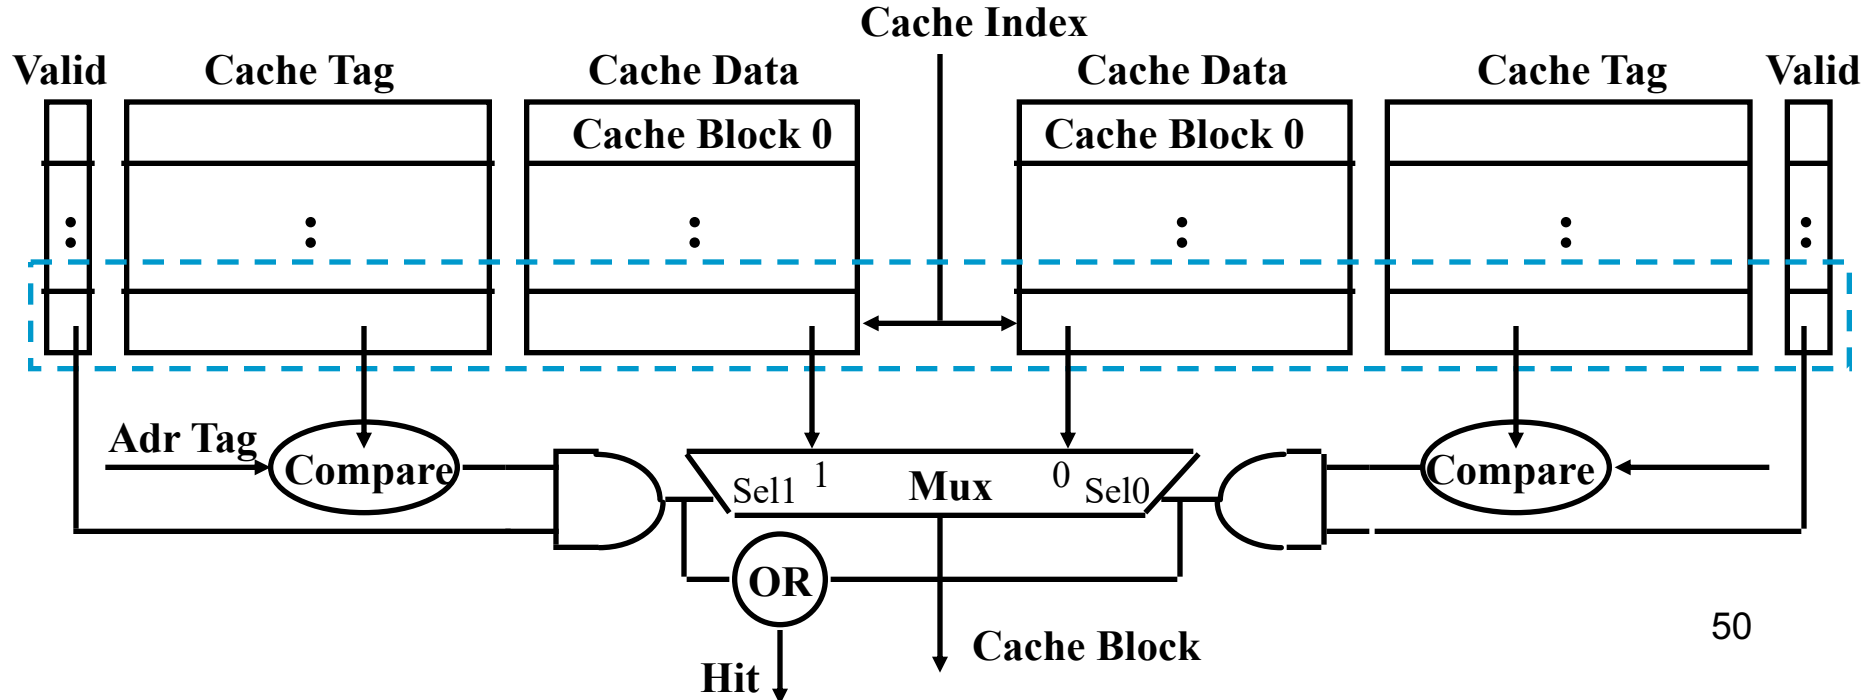 Cache Index
Valid Cache Tag Cache Data Cache Data Cache Tag Valid
Cache Block 0 Cache Block 0
Adr Tag
Compare Sel1 1 Mux 0 Sel0 Compare
OR
Cache Block
Hit
50